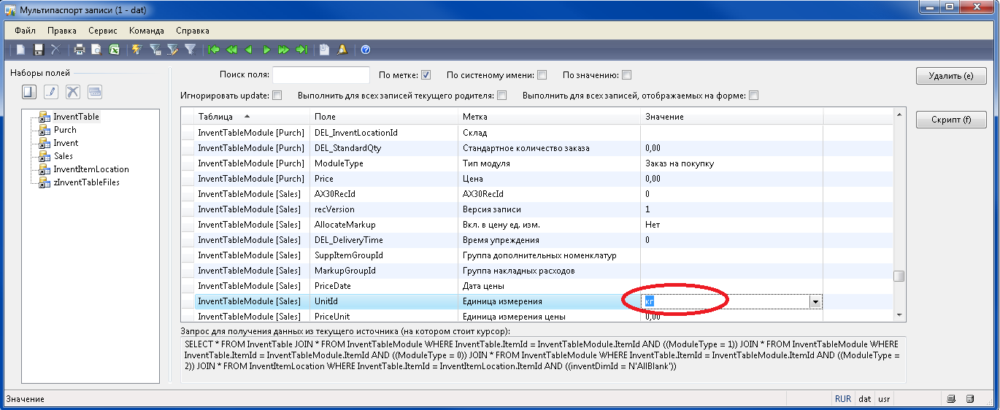 Мультипаспорт записи (1 - dat)
Файл Правка Сервис Команда Справка
Наборы полей
InventTable
Purch
Invent
Sales
InventItemLocation
zInventTableFiles
Поиск поля: По метке: По систеному имени: По значению:
Игнорировать update: Выполнить для всех записей текущего родителя: Выполнить для всех записей, отображаемых на форме:
Удалить (е)
Скрипт (f)
Таблица Поле Метка Значение
InventTableModule [Purch] DEL_InventLocationId Склад
InventTableModule [Purch] DEL_StandardQty Стандартное количество заказа 0,00
InventTableModule [Purch] ModuleType Тип модуля Заказ на покупку
InventTableModule [Purch] Price Цена 0,00
InventTableModule [Sales] AX30RecId AX30RecId 0
InventTableModule [Sales] recVersion Версия записи 1
InventTableModule [Sales] AllocateMarkup Вкл. в цену ед. изм. Нет
InventTableModule [Sales] DEL_DeliveryTime Время упреждения 0
InventTableModule [Sales] SuppItemGroupId Группа дополнительных номенклатур
InventTableModule [Sales] MarkupGroupId Группа накладных расходов
InventTableModule [Sales] PriceDate Дата цены
InventTableModule [Sales] UnitId Единица измерения кг
InventTableModule [Sales] PriceUnit Единица измерения цены 0,00
Запрос для получения данных из текущего источника (на котором стоит курсор):
SELECT * FROM InventTable JOIN * FROM InventTableModule WHERE InventTable.ItemId = InventTableModule.ItemId AND ((ModuleType = 1)) JOIN * FROM InventTableModule WHERE
InventTable.ItemId = InventTableModule.ItemId AND ((ModuleType = 0)) JOIN * FROM InventTableModule WHERE InventTable.ItemId = InventTableModule.ItemId AND ((ModuleType =
2)) JOIN * FROM InventItemLocation WHERE InventTable.ItemId = InventItemLocation.ItemId AND ((inventDimId = N'AllBlank'))
Значение RUR dat usr